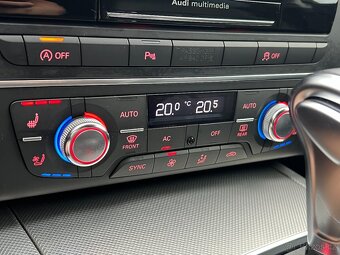 Audi multimedia
OFF
P
OFF
AUTO
20.0 °C 20.5
AUTO
FRONT
AC
OFF
REAR
SYNC